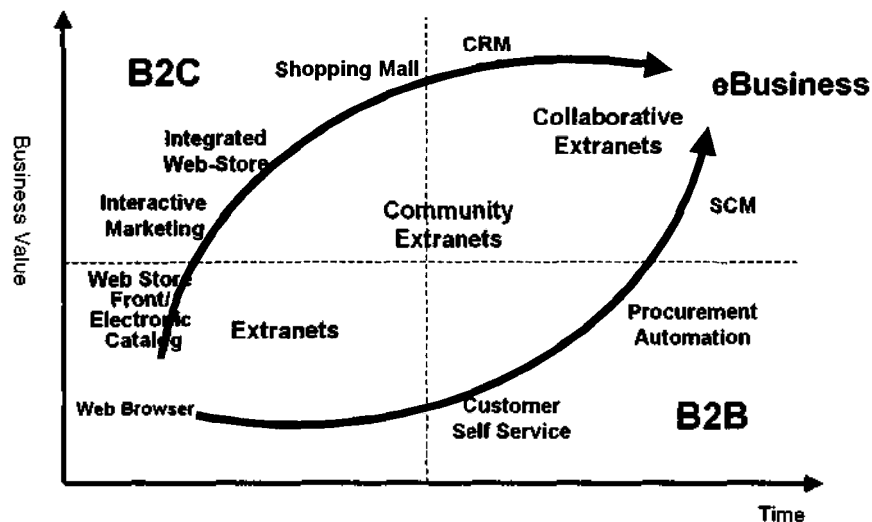 CRM
B2C
Shopping Mall
eBusiness
Collaborative
Extranets
Integrated
Web-Store
Business Value
Interactive
Marketing
Community
Extranets
SCM
Web Store
Front/
Electronic
Catalog
Extranets
Procurement
Automation
Web Browser
Customer
Self Service
B2B
Time